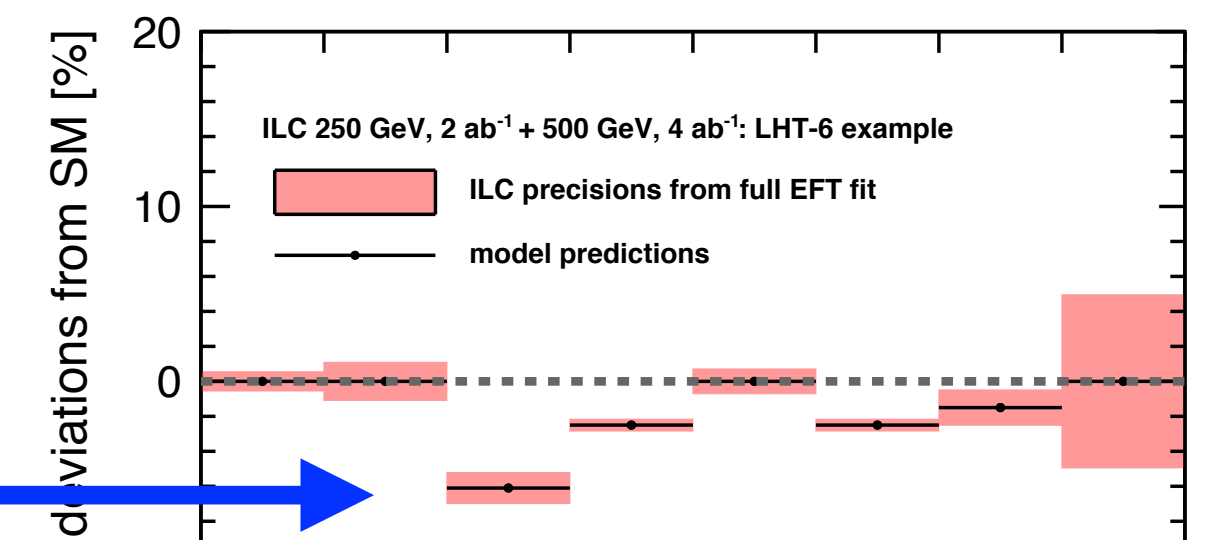 20
ILC 250 GeV, 2 ab-1 + 500 GeV, 4 ab-1: LHT-6 example
ILC precisions from full EFT fit
10
model predictions
0
deviations from SM [%]